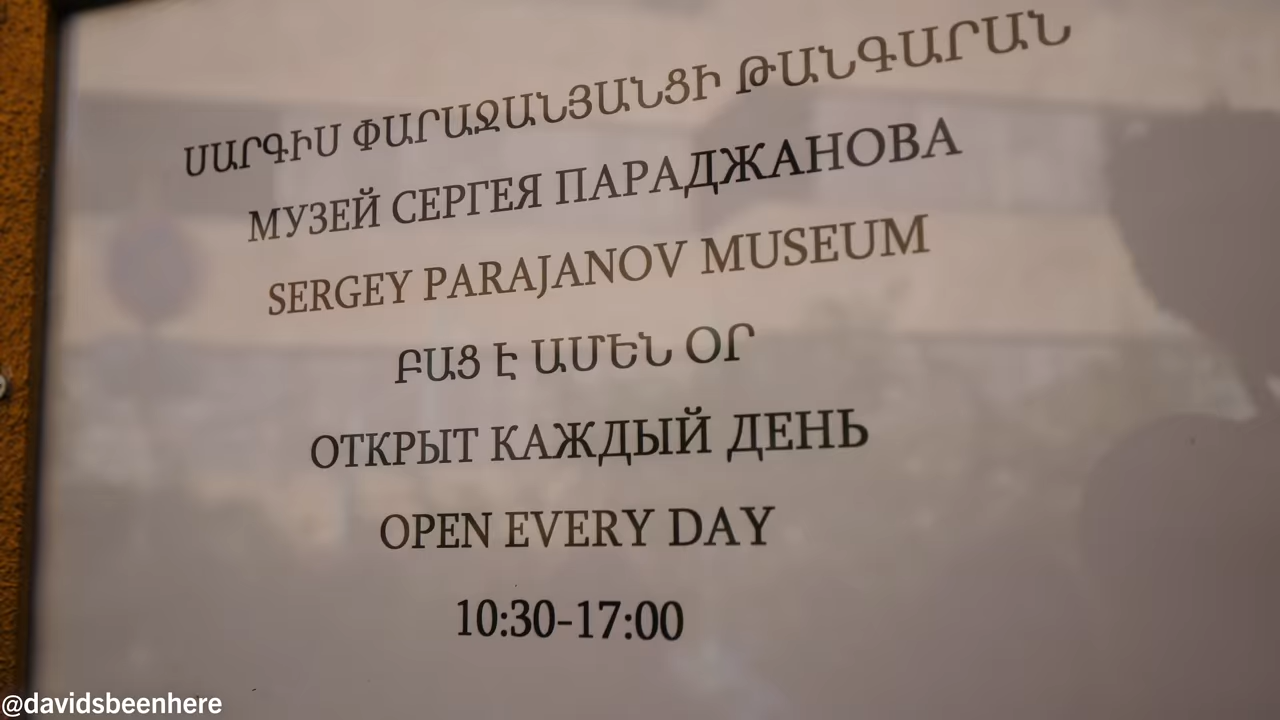 ՍԱՐԳԻՍ ՓԱՐԱՋԱՆՅԱՆՑԻ ԹԱՆԳԱՐԱՆ
МУЗЕЙ СЕРГЕЯ ПАРАДЖАНОВА
SERGEY PARAJANOV MUSEUM
ԲԱՑ Է ԱՄԵՆ ՕՐ
ОТКРЫТ КАЖДЫЙ ДЕНЬ
OPEN EVERY DAY
10:30-17:00
@davidsbeenhere